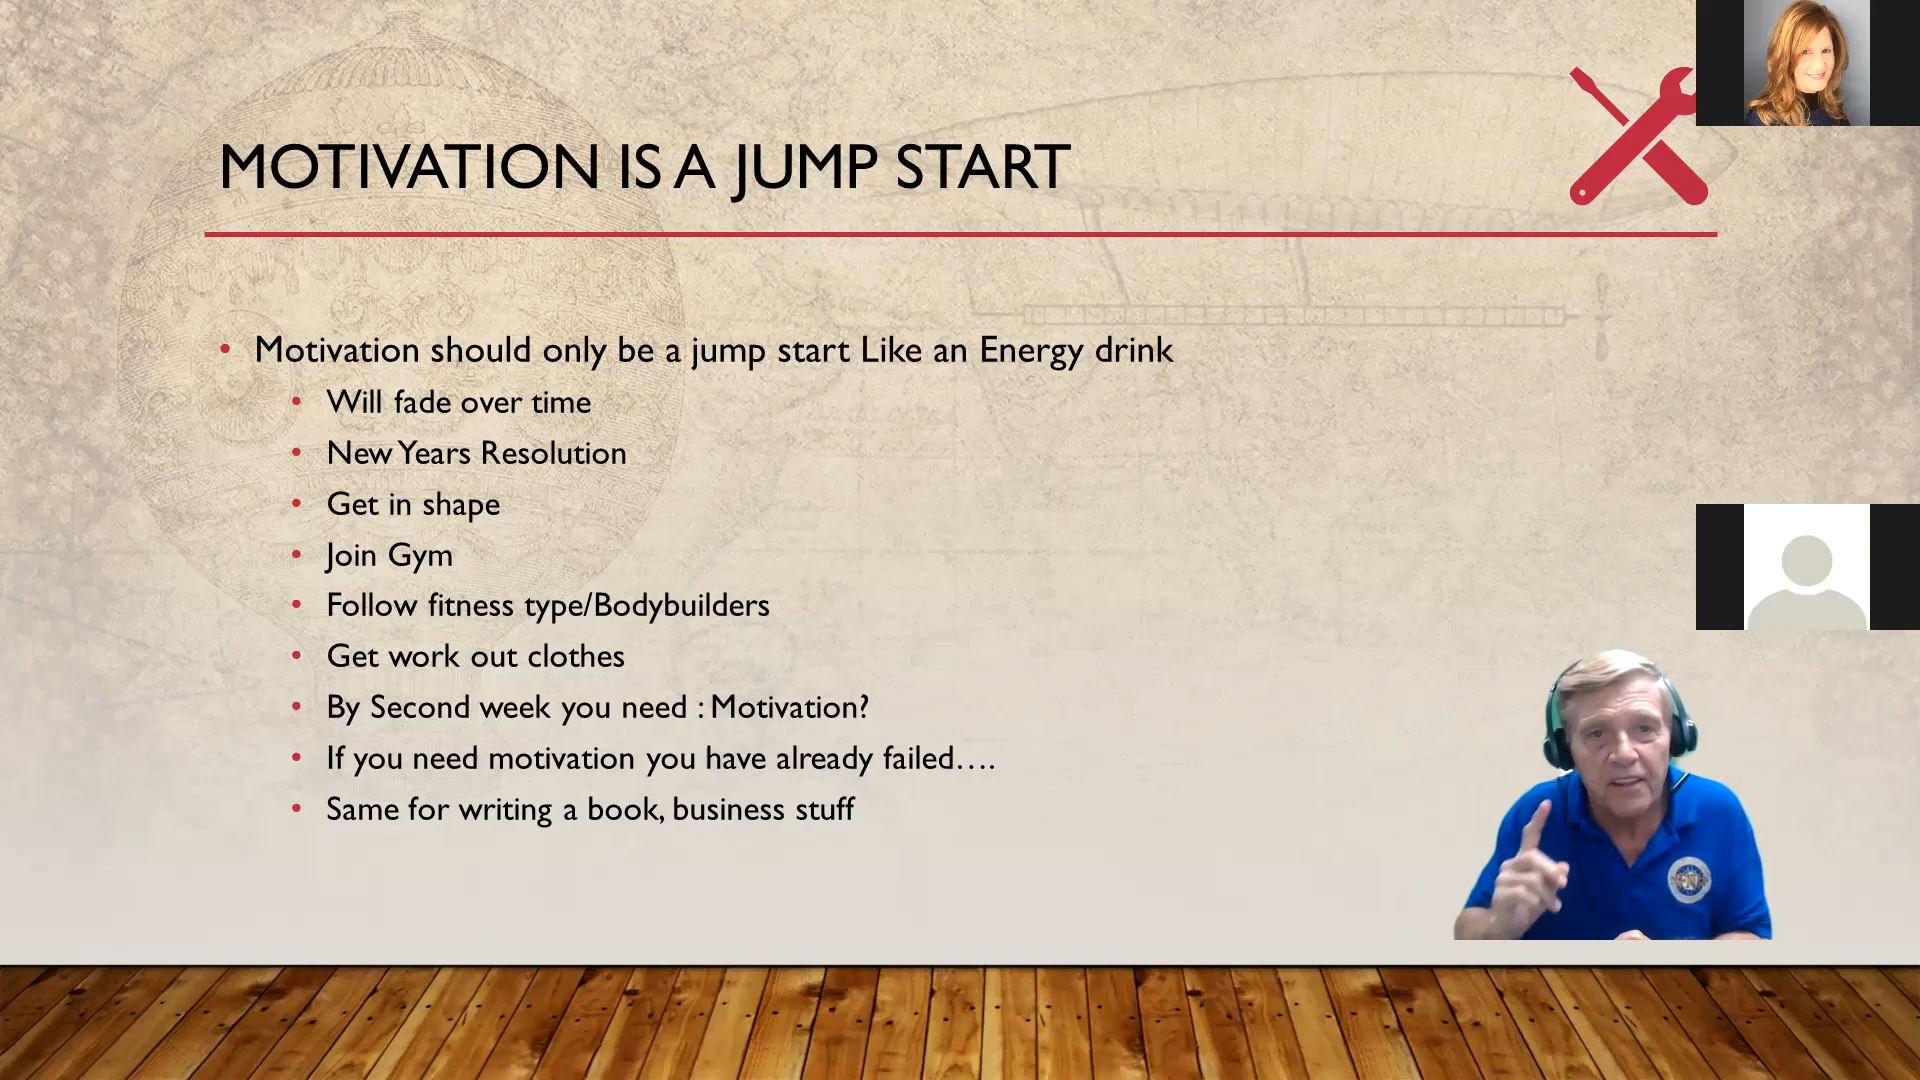 MOTIVATION IS A JUMP START
Motivation should only be a jump start Like an Energy drink
Will fade over time
New Years Resolution
Get in shape
Join Gym
Follow fitness type/Bodybuilders
Get work out clothes
By Second week you need : Motivation?
If you need motivation you have already failed….
Same for writing a book, business stuff